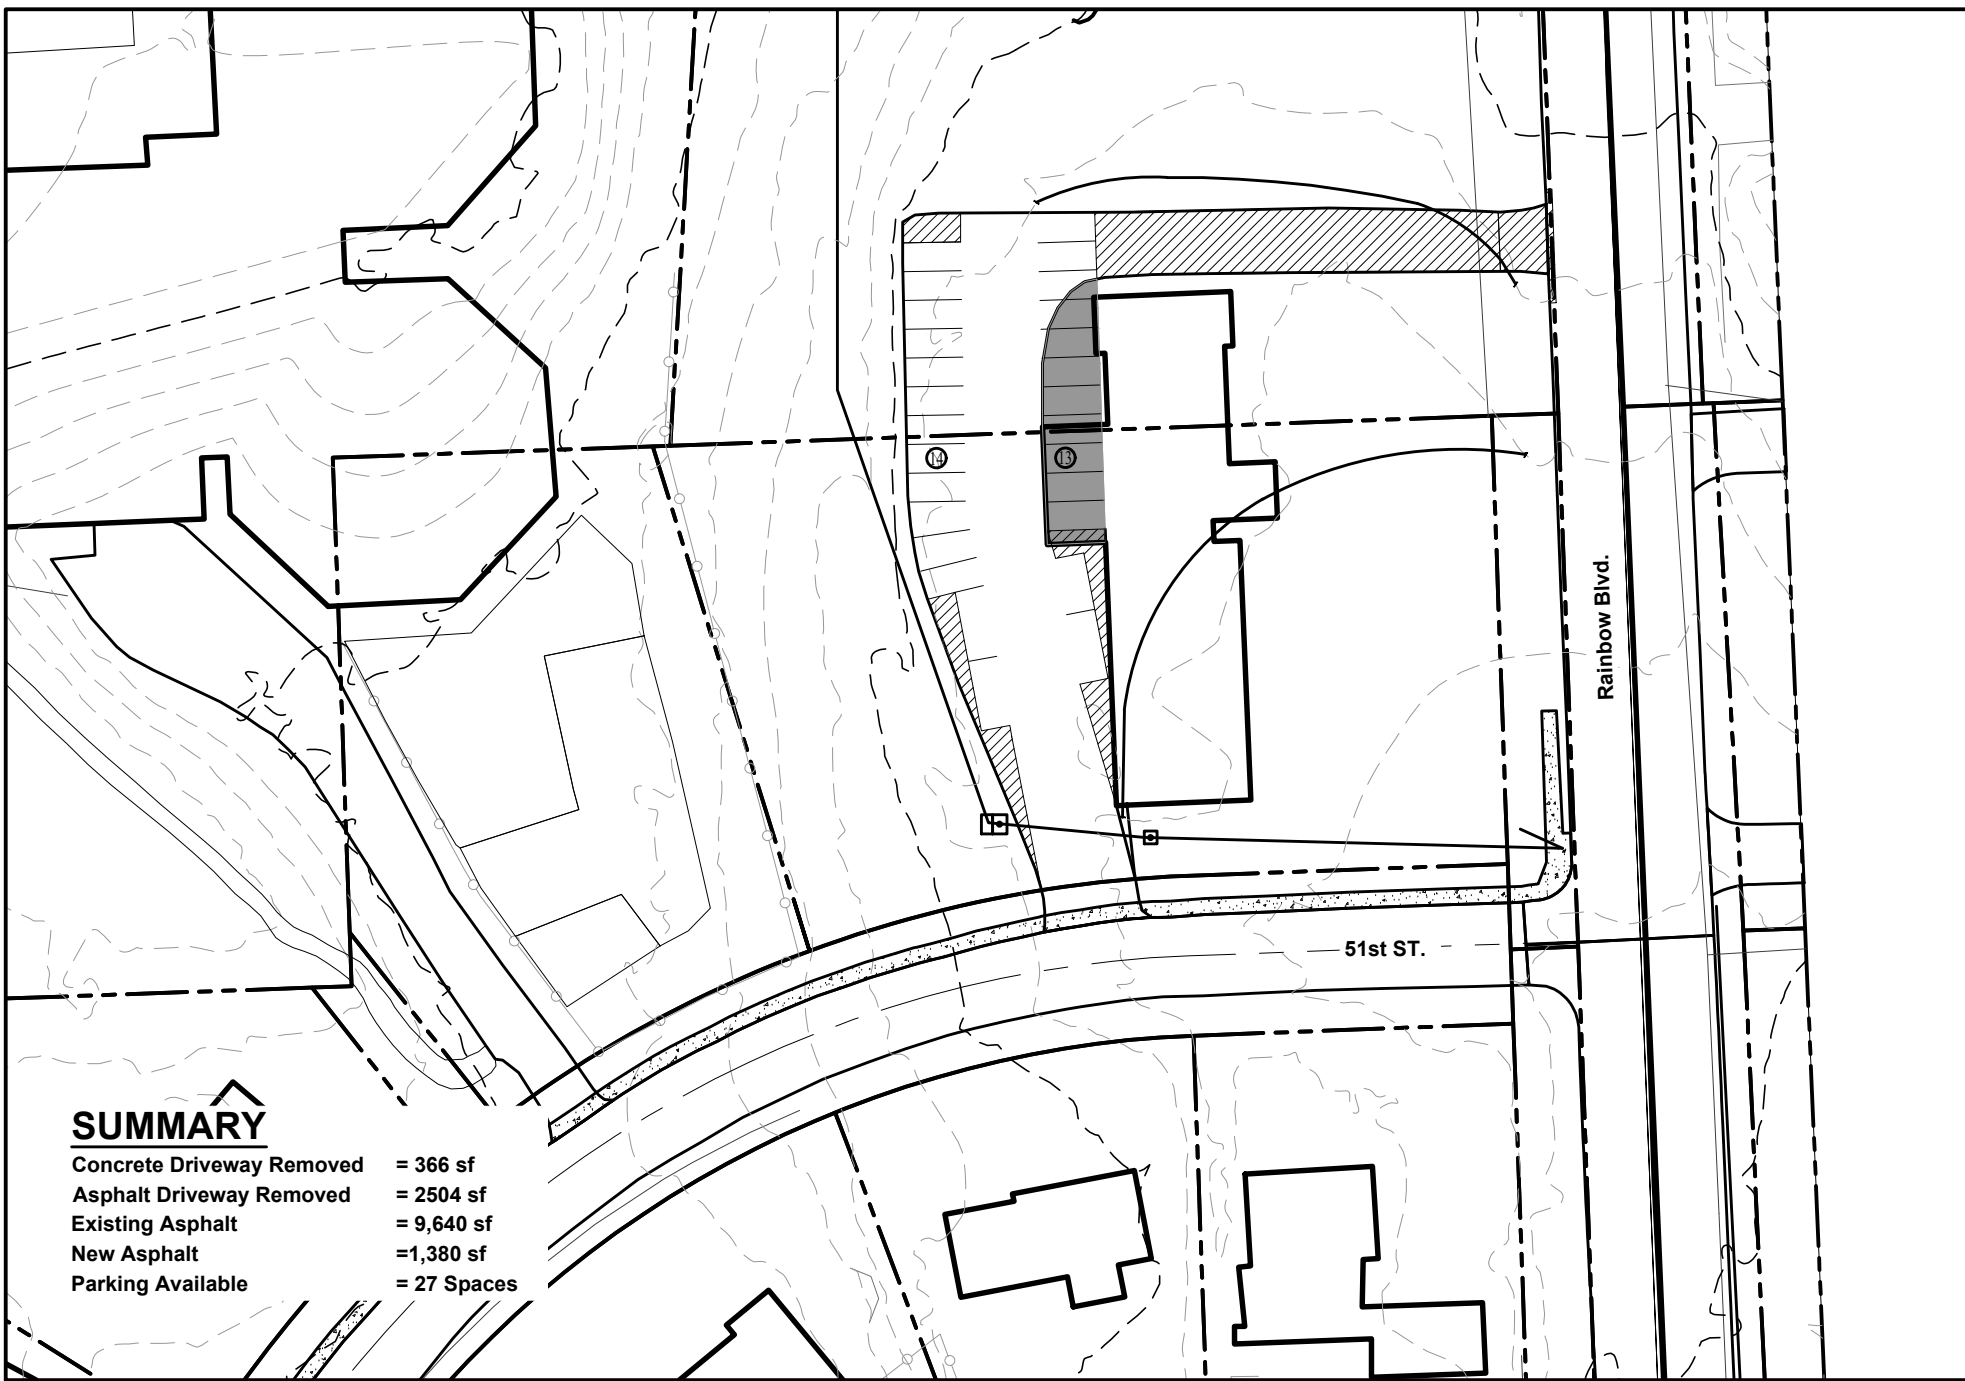 14
13
Rainbow Blvd.
51st ST.
SUMMARY
Concrete Driveway Removed = 366 sf
Asphalt Driveway Removed = 2504 sf
Existing Asphalt = 9,640 sf
New Asphalt =1,380 sf
Parking Available = 27 Spaces